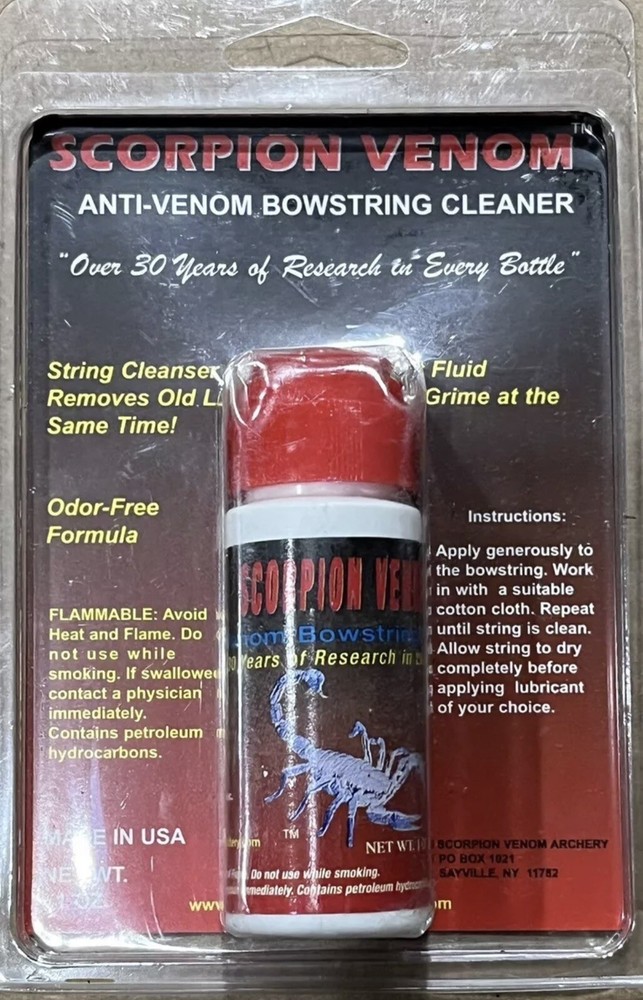 SCORPION VENOM™
ANTI-VENOM BOWSTRING CLEANER
"Over 30 Years of Research in Every Bottle"
String Cleanser Fluid
Removes Old Grime at the
Same Time!
Odor-Free
Formula
FLAMMABLE: Avoid
Heat and Flame. Do
not use while
smoking. If swallowed
contact a physician
immediately.
Contains petroleum
hydrocarbons.
MADE IN USA
NET WT.
1 OZ
www
SCORPION
Bowstring
Years of Research in
™
NET WT.
Do not use while smoking.
immediately. Contains petroleum
Instructions:
Apply generously to
the bowstring. Work
in with a suitable
cotton cloth. Repeat
until string is clean.
Allow string to dry
completely before
applying lubricant
of your choice.
SCORPION VENOM ARCHERY
PO BOX 1021
SAYVILLE, NY 11782